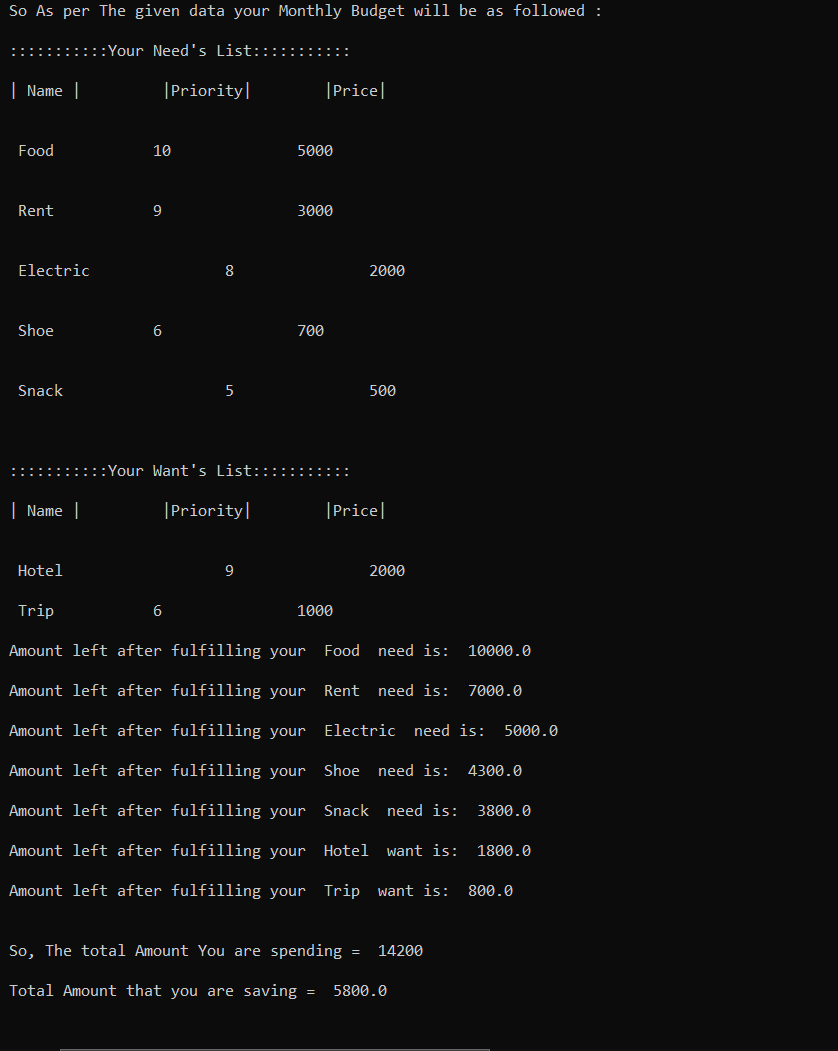 So As per The given data your Monthly Budget will be as followed :
:::::::::::Your Need's List:::::::::::
| Name | |Priority| |Price|
Food 10 5000
Rent 9 3000
Electric 8 2000
Shoe 6 700
Snack 5 500
:::::::::::Your Want's List:::::::::::
| Name | |Priority| |Price|
Hotel 9 2000
Trip 6 1000
Amount left after fulfilling your  Food  need is:  10000.0
Amount left after fulfilling your  Rent  need is:  7000.0
Amount left after fulfilling your  Electric  need is:  5000.0
Amount left after fulfilling your  Shoe  need is:  4300.0
Amount left after fulfilling your  Snack  need is:  3800.0
Amount left after fulfilling your  Hotel  want is:  1800.0
Amount left after fulfilling your  Trip  want is:  800.0
So, The total Amount You are spending =  14200
Total Amount that you are saving =  5800.0